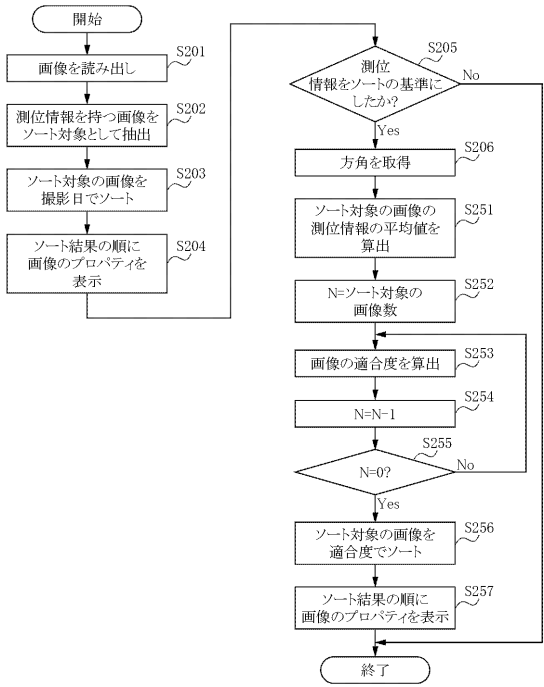 開始
S201
画像を読み出し
S202
測位情報を持つ画像を
ソート対象として抽出
S203
ソート対象の画像を
撮影日でソート
S204
ソート結果の順に
画像のプロパティを
表示
S205
測位
情報をソートの基準に
したか?
No
Yes
S206
方角を取得
S251
ソート対象の画像の
測位情報の平均値を
算出
S252
N=ソート対象の
画像数
S253
画像の適合度を算出
S254
N=N-1
S255
N=0?
No
Yes
S256
ソート対象の画像を
適合度でソート
S257
ソート結果の順に
画像のプロパティを表示
終了